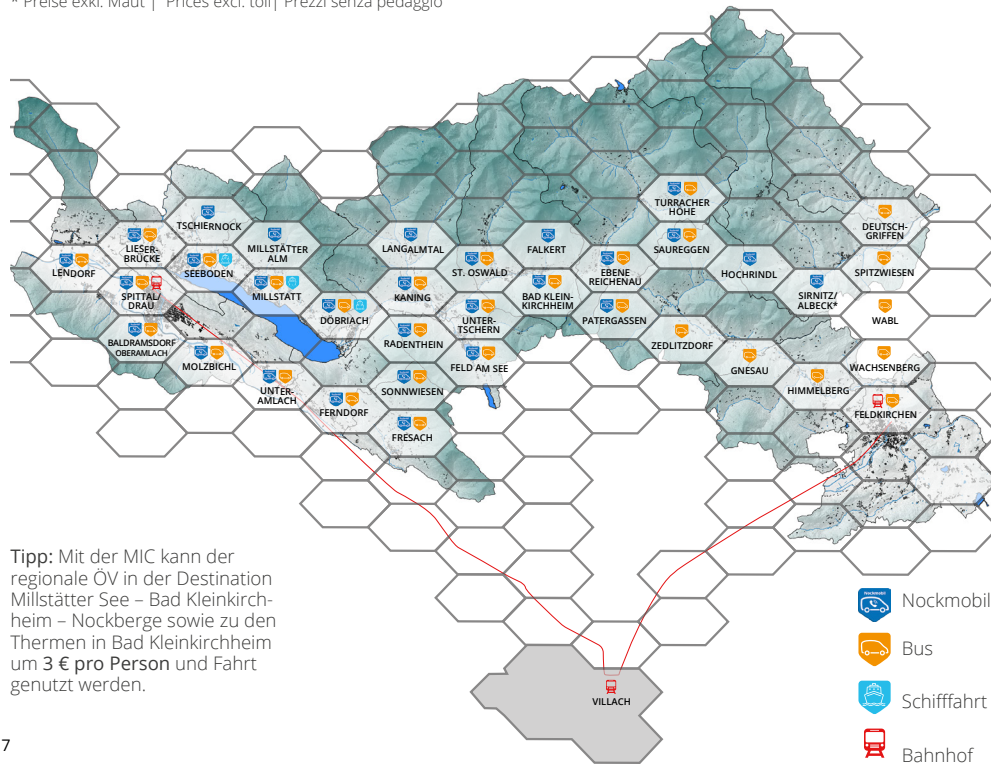 * Preise exkl. Maut | Prices excl. toll| Prezzi senza pedaggio
TURRACHER
HÖHE
TSCHIERNOCK
DEUTSCH-
GRIFFEN
LIESER-
BRÜCKE
MILLSTÄTTER
ALM
LANGALMTAL
FALKERT
SAUREGGEN
LENDORF
SEEBODEN
ST. OSWALD
EBENE
REICHENAU
HOCHRINDL
SPITZWIESEN
SPITTAL/
DRAU
MILLSTATT
KANING
BAD KLEIN-
KIRCHHEIM
SIRNITZ/
ALBECK*
DÖBRIACH
UNTER-
TSCHERN
PATERGASSEN
WABL
BALDRAMSDORF
OBERAMLACH
RADENTHEIN
ZEDLITZDORF
MOLZBICHL
FELD AM SEE
GNESAU
WACHSENBERG
UNTER-
AMLACH
SONNWIESEN
HIMMELBERG
FERNDORF
FELDKIRCHEN
FRESACH
Tipp: Mit der MIC kann der
regionale ÖV in der Destination
Millstätter See – Bad Kleinkirch-
heim – Nockberge sowie zu den
Thermen in Bad Kleinkirchheim
um 3 € pro Person und Fahrt
genutzt werden.
VILLACH
Nockmobil
Nockmobil
Bus
Schifffahrt
Bahnhof
7